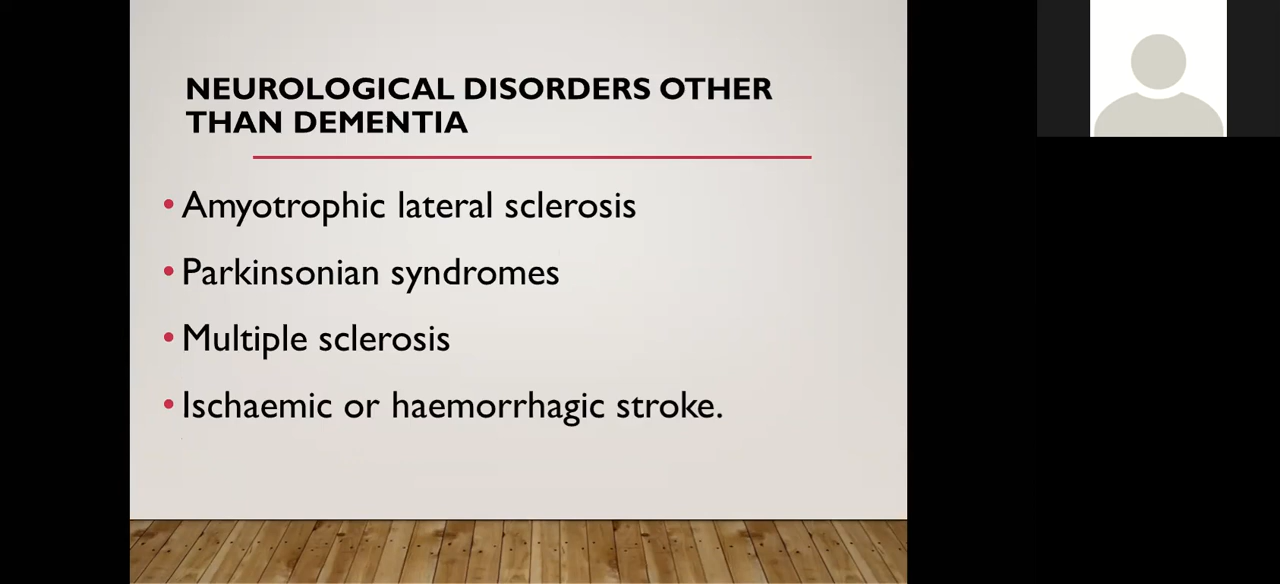 NEUROLOGICAL DISORDERS OTHER
THAN DEMENTIA
• Amyotrophic lateral sclerosis
• Parkinsonian syndromes
• Multiple sclerosis
• Ischaemic or haemorrhagic stroke.